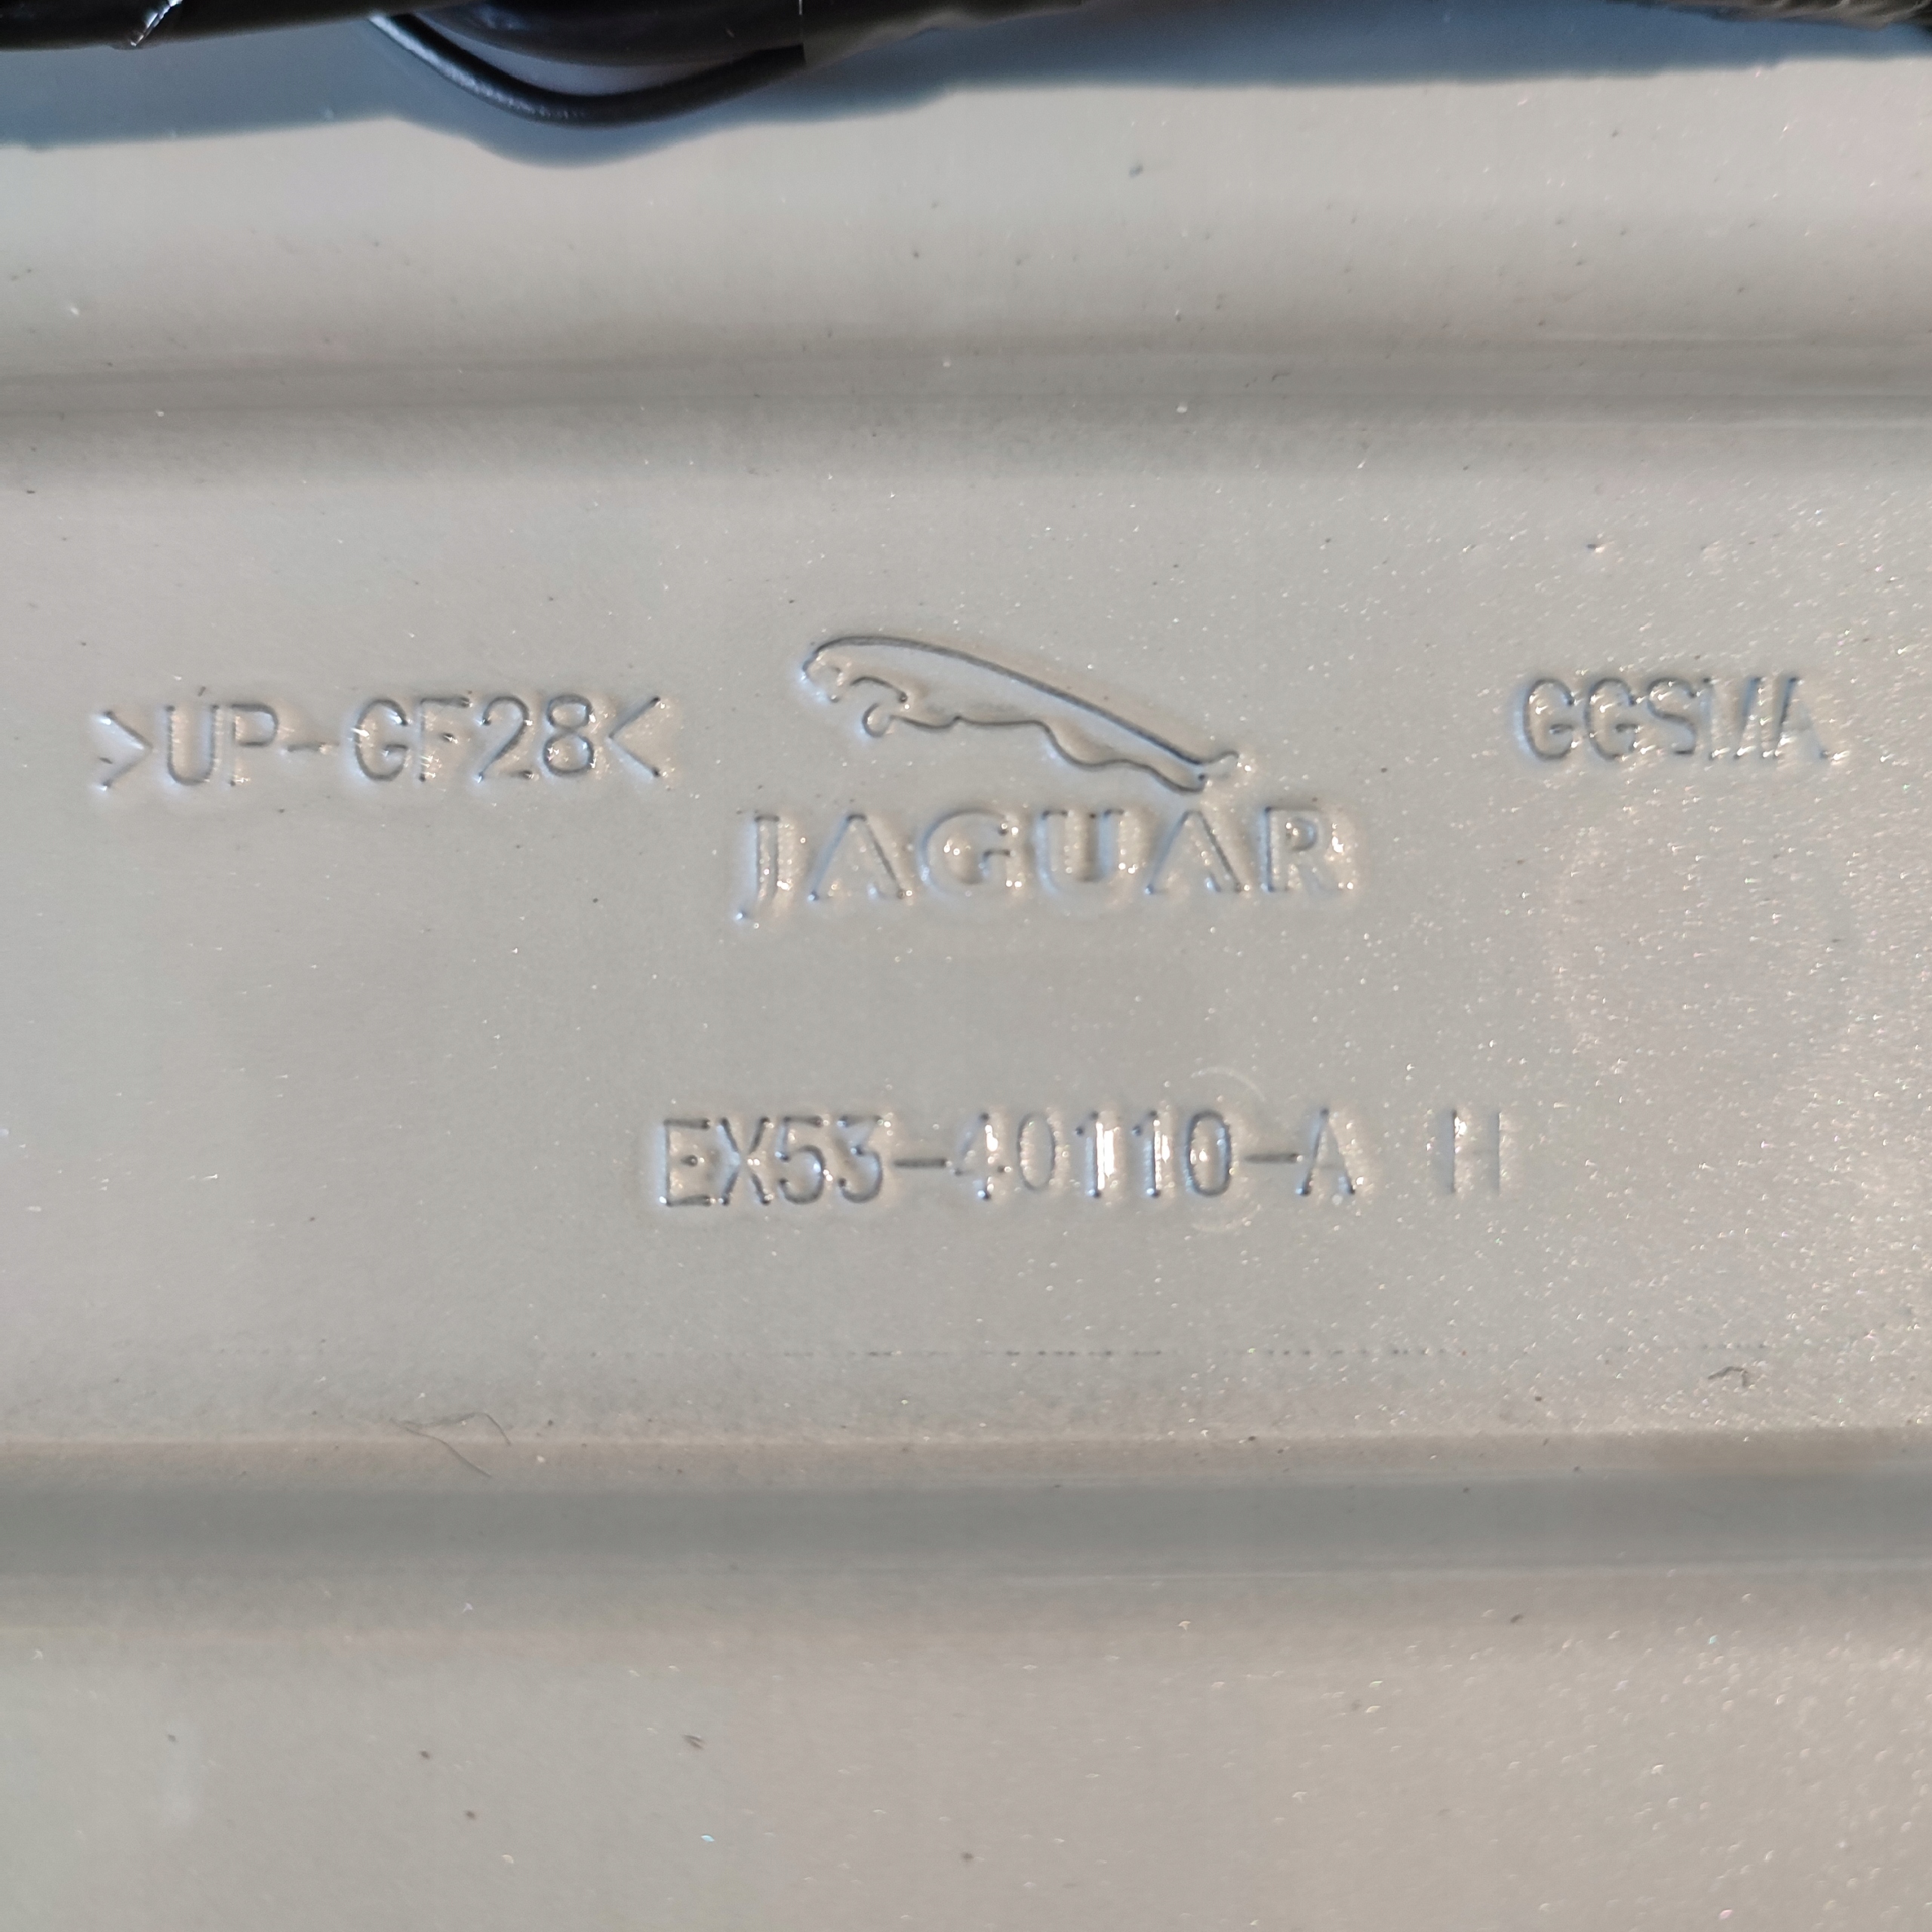 >UP-GF28<
JAGUAR
GGSMA
EX53-40110-A H